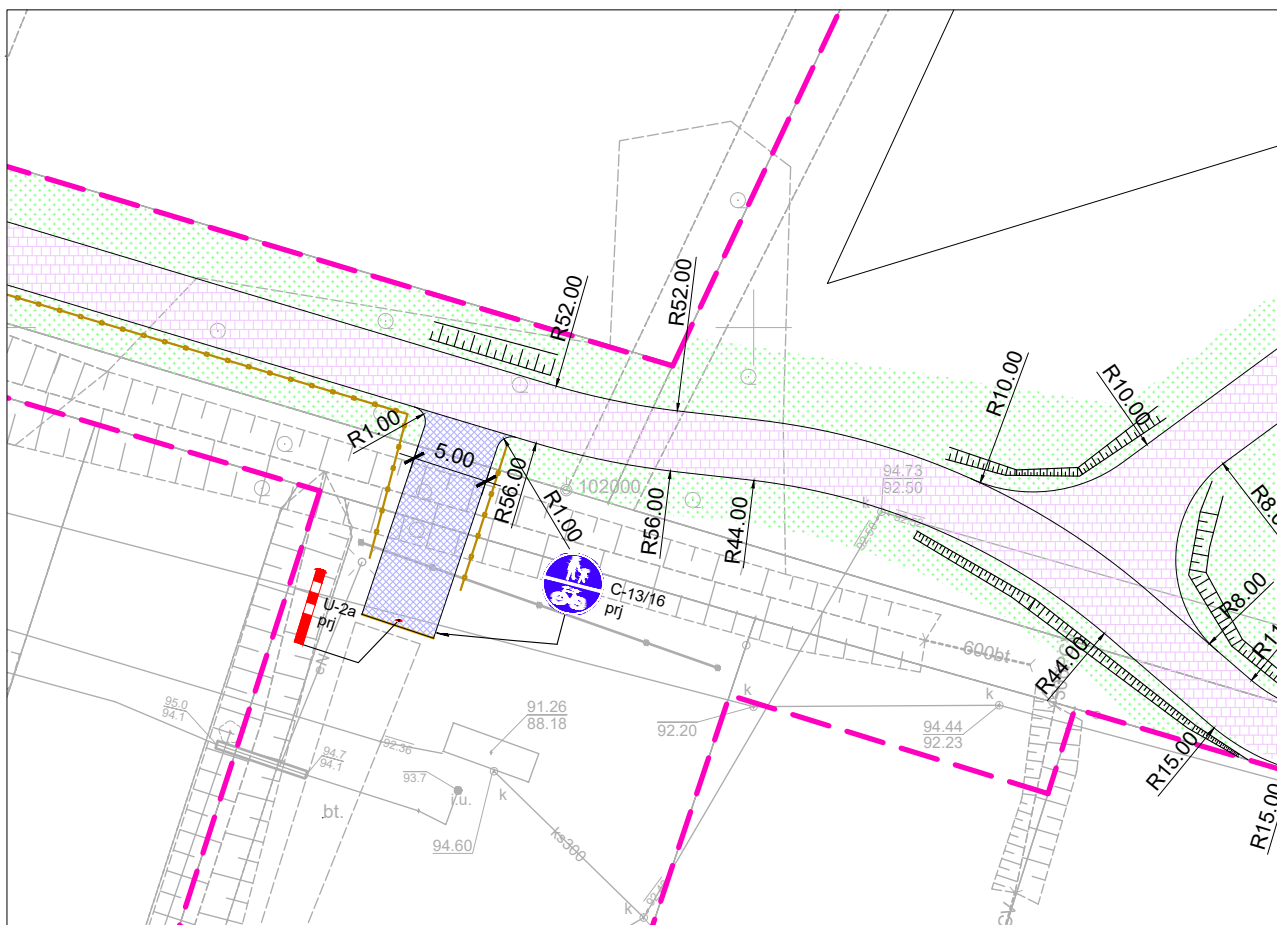 R52.00
R52.00
R10.00
R10.00
R1.00
5.00
R56.00
R1.00
102000
R56.00
R44.00
94.73
92.50
k
C-13/16
prj
U-2a
prj
R8.00
R44.00
600bt
k
k
91.26
88.18
92.20
94.44
92.23
95.0
94.1
94.7
94.1
92.36
93.7
i.u.
bt.
k
94.60
ks300
k
R15.00
R15.00